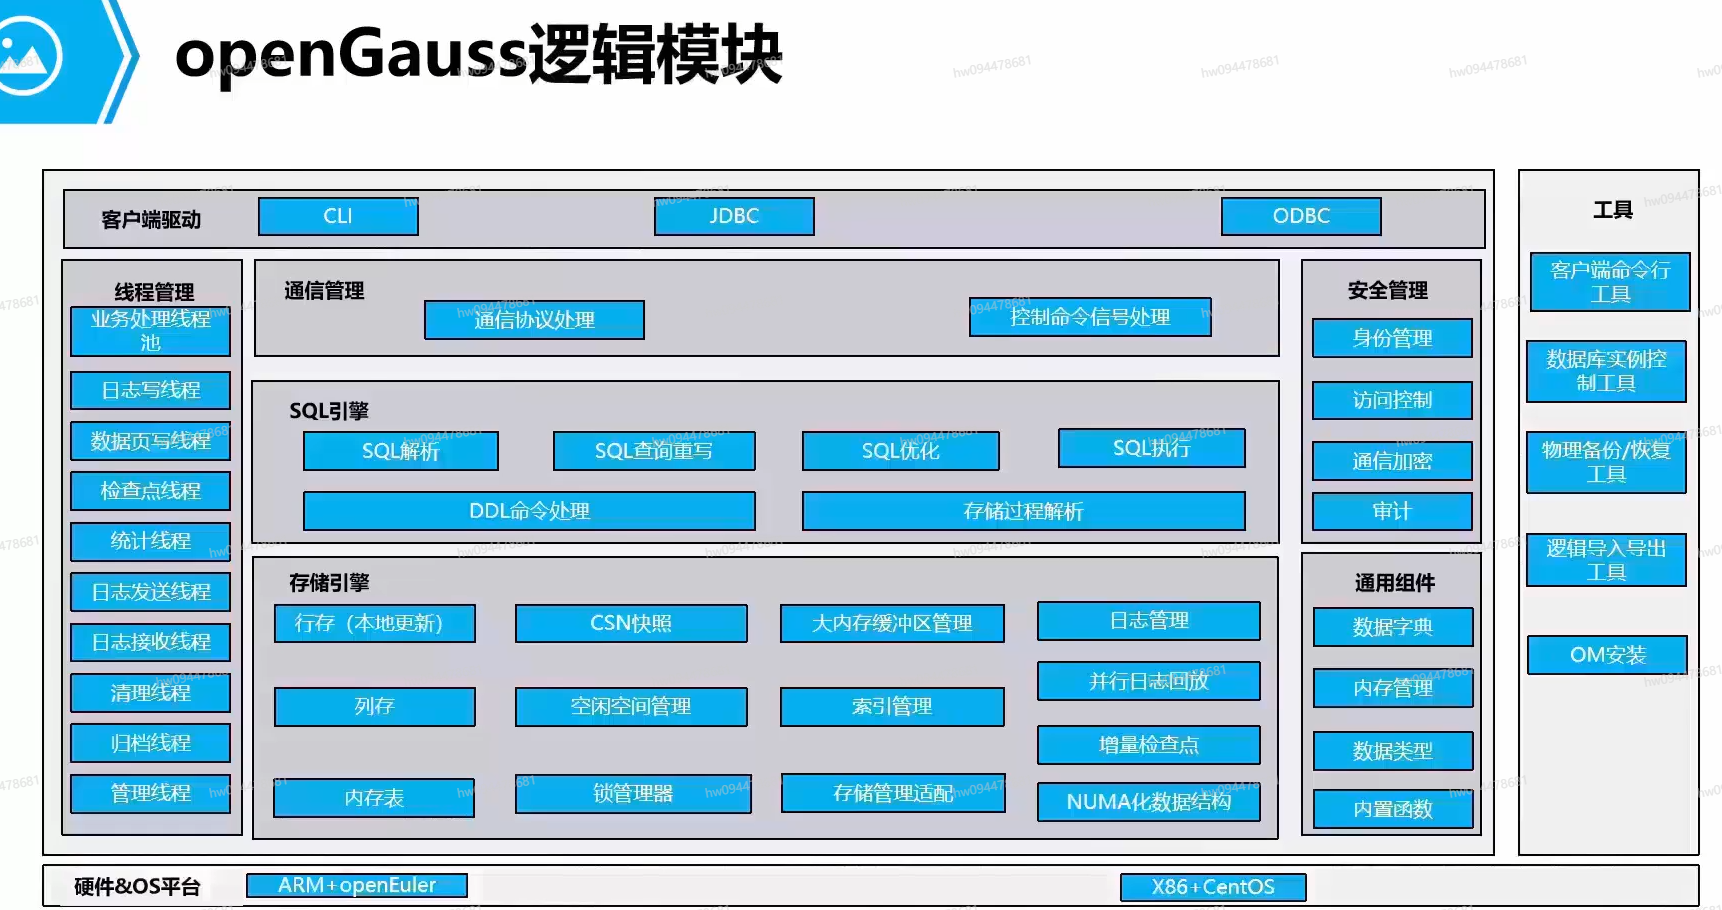 openGauss逻辑模块
客户端驱动
CLI
JDBC
ODBC
线程管理
业务处理线程
池
日志写线程
数据页写线程
检查点线程
统计线程
日志发送线程
日志接收线程
清理线程
归档线程
管理线程
通信管理
通信协议处理
控制命令信号处理
SQL引擎
SQL解析
SQL查询重写
SQL优化
SQL执行
DDL命令处理
存储过程解析
存储引擎
行存（本地更新）
CSN快照
大内存缓冲区管理
日志管理
并行日志回放
列存
空闲空间管理
索引管理
增量检查点
内存表
锁管理器
存储管理适配
NUMA化数据结构
安全管理
身份管理
访问控制
通信加密
审计
通用组件
数据字典
内存管理
数据类型
内置函数
工具
客户端命令行
工具
数据库实例控
制工具
物理备份/恢复
工具
逻辑导入导出
工具
OM安装
硬件&OS平台
ARM+openEuler
X86+CentOS
hw094478681